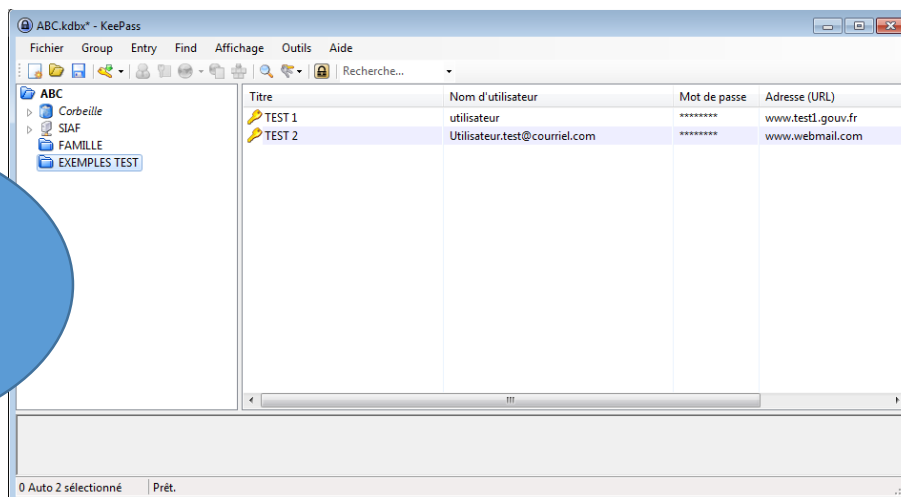 ABC.kdbx* - KeePass
Fichier Group Entry Find Affichage Outils Aide
Recherche...
ABC
Corbeille
SIAF
FAMILLE
EXEMPLES TEST
Titre Nom d'utilisateur Mot de passe Adresse (URL)
TEST 1 utilisateur ******** www.test1.gouv.fr
TEST 2 Utilisateur.test@courriel.com ******** www.webmail.com
0 Auto 2 sélectionné Prêt.